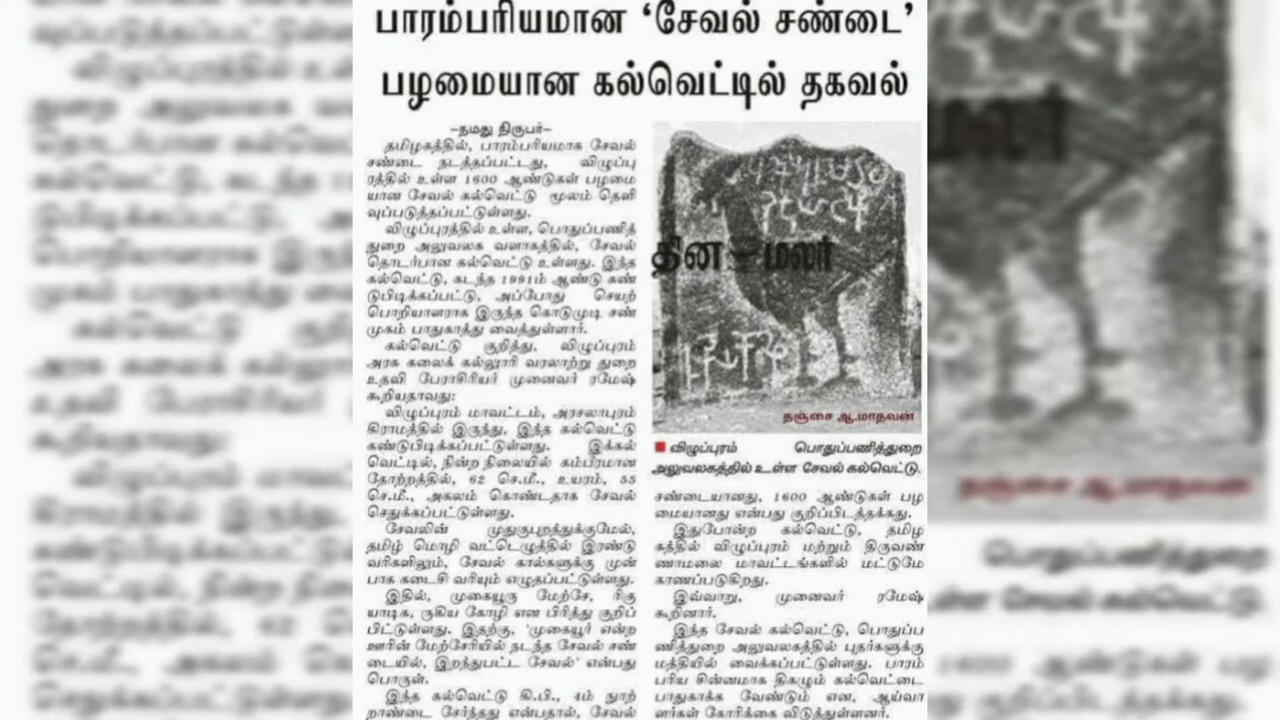 பாரம்பரியமான ‘சேவல் சண்டை’
பழமையான கல்வெட்டில் தகவல்
–நமது நிருபர்–
தமிழகத்தில், பாரம்பரியமாக சேவல்
சண்டை நடத்தப்பட்டது, விழுப்பு
ரத்தில் உள்ள 1600 ஆண்டுகள் பழமை
யான சேவல் கல்வெட்டு மூலம் தெளி
வுப்படுத்தப்பட்டுள்ளது.
விழுப்புரத்தில் உள்ள, பொதுப்பணித்
துறை அலுவலக வளாகத்தில், சேவல்
தொடர்பான கல்வெட்டு உள்ளது. இந்த
கல்வெட்டு, கடந்த 1991ம் ஆண்டு கண்
டுபிடிக்கப்பட்டு, அப்போது செயற்
பொறியாளராக இருந்த கொடுமுடி சண்
முகம் பாதுகாத்து வைத்துள்ளார்.
கல்வெட்டு குறித்து, விழுப்புரம்
அரசு கலைக் கல்லூரி வரலாற்று துறை
உதவி பேராசிரியர் முனைவர் ரமேஷ்
கூறியதாவது:
விழுப்புரம் மாவட்டம், அரசலாபுரம்
கிராமத்தில் இருந்து, இந்த கல்வெட்டு
கண்டுபிடிக்கப்பட்டுள்ளது. இக்கல்
வெட்டில், நின்ற நிலையில் கம்பீரமான
தோற்றத்தில், 62 செ.மீ., உயரம், 55
செ.மீ., அகலம் கொண்டதாக சேவல்
செதுக்கப்பட்டுள்ளது.
சேவலின் முதுகுபுறத்துக்குமேல்,
தமிழ் மொழி வட்டெழுத்தில் இரண்டு
வரிகளிலும், சேவல் கால்களுக்கு முன்
பாக கடைசி வரியும் எழுதப்பட்டுள்ளது.
இதில், முகையூரு மேற்சே, ரிகு
யாடிக, ருகிய கோழி என பிரித்து குறிப்
பிட்டுள்ளது. இதற்கு, 'முகையூர் என்ற
ஊரின் மேற்சேரியில் நடந்த சேவல் சண்
டையில், இறந்துபட்ட சேவல்' என்பது
பொருள்.
இந்த கல்வெட்டு கி.பி., 4ம் நூற்
றாண்டை சேர்ந்தது என்பதால், சேவல்
தின மலர்
தஞ்சை ஆ.மாதவன்
விழுப்புரம் பொதுப்பணித்துறை
அலுவலகத்தில் உள்ள சேவல் கல்வெட்டு.
சண்டையானது, 1600 ஆண்டுகள் பழ
மையானது என்பது குறிப்பிடத்தக்கது.
இதுபோன்ற கல்வெட்டு, தமிழ
கத்தில் விழுப்புரம் மற்றும் திருவண்
ணாமலை மாவட்டங்களில் மட்டுமே
காணப்படுகிறது.
இவ்வாறு, முனைவர் ரமேஷ்
கூறினார்.
இந்த சேவல் கல்வெட்டு, பொதுப்ப
ணித்துறை அலுவலகத்தில் புதர்களுக்கு
மத்தியில் வைக்கப்பட்டுள்ளது. பாரம்
பரிய சின்னமாக திகழும் கல்வெட்டை
பாதுகாக்க வேண்டும் என, ஆய்வா
ளர்கள் கோரிக்கை விடுத்துள்ளனர்.